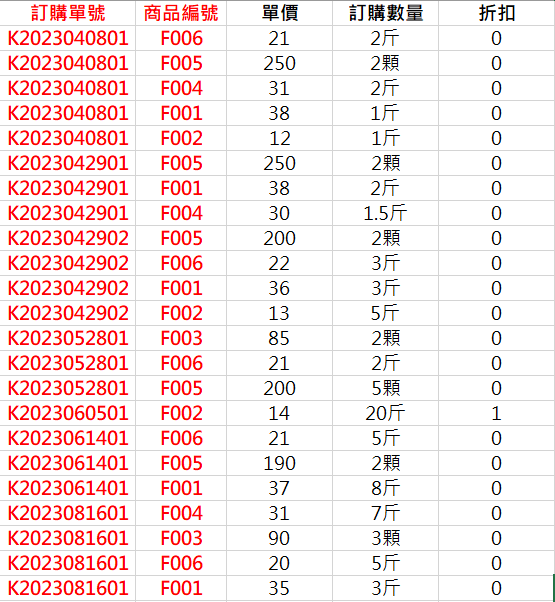 訂購單號 商品編號 單價 訂購數量 折扣
K2023040801 F006 21 2斤 0
K2023040801 F005 250 2顆 0
K2023040801 F004 31 2斤 0
K2023040801 F001 38 1斤 0
K2023040801 F002 12 1斤 0
K2023042901 F005 250 2顆 0
K2023042901 F001 38 2斤 0
K2023042901 F004 30 1.5斤 0
K2023042902 F005 200 2顆 0
K2023042902 F006 22 3斤 0
K2023042902 F001 36 3斤 0
K2023042902 F002 13 5斤 0
K2023052801 F003 85 2顆 0
K2023052801 F006 21 2斤 0
K2023052801 F005 200 5顆 0
K2023060501 F002 14 20斤 1
K2023061401 F006 21 5斤 0
K2023061401 F005 190 2顆 0
K2023061401 F001 37 8斤 0
K2023081601 F004 31 7斤 0
K2023081601 F003 90 3顆 0
K2023081601 F006 20 5斤 0
K2023081601 F001 35 3斤 0